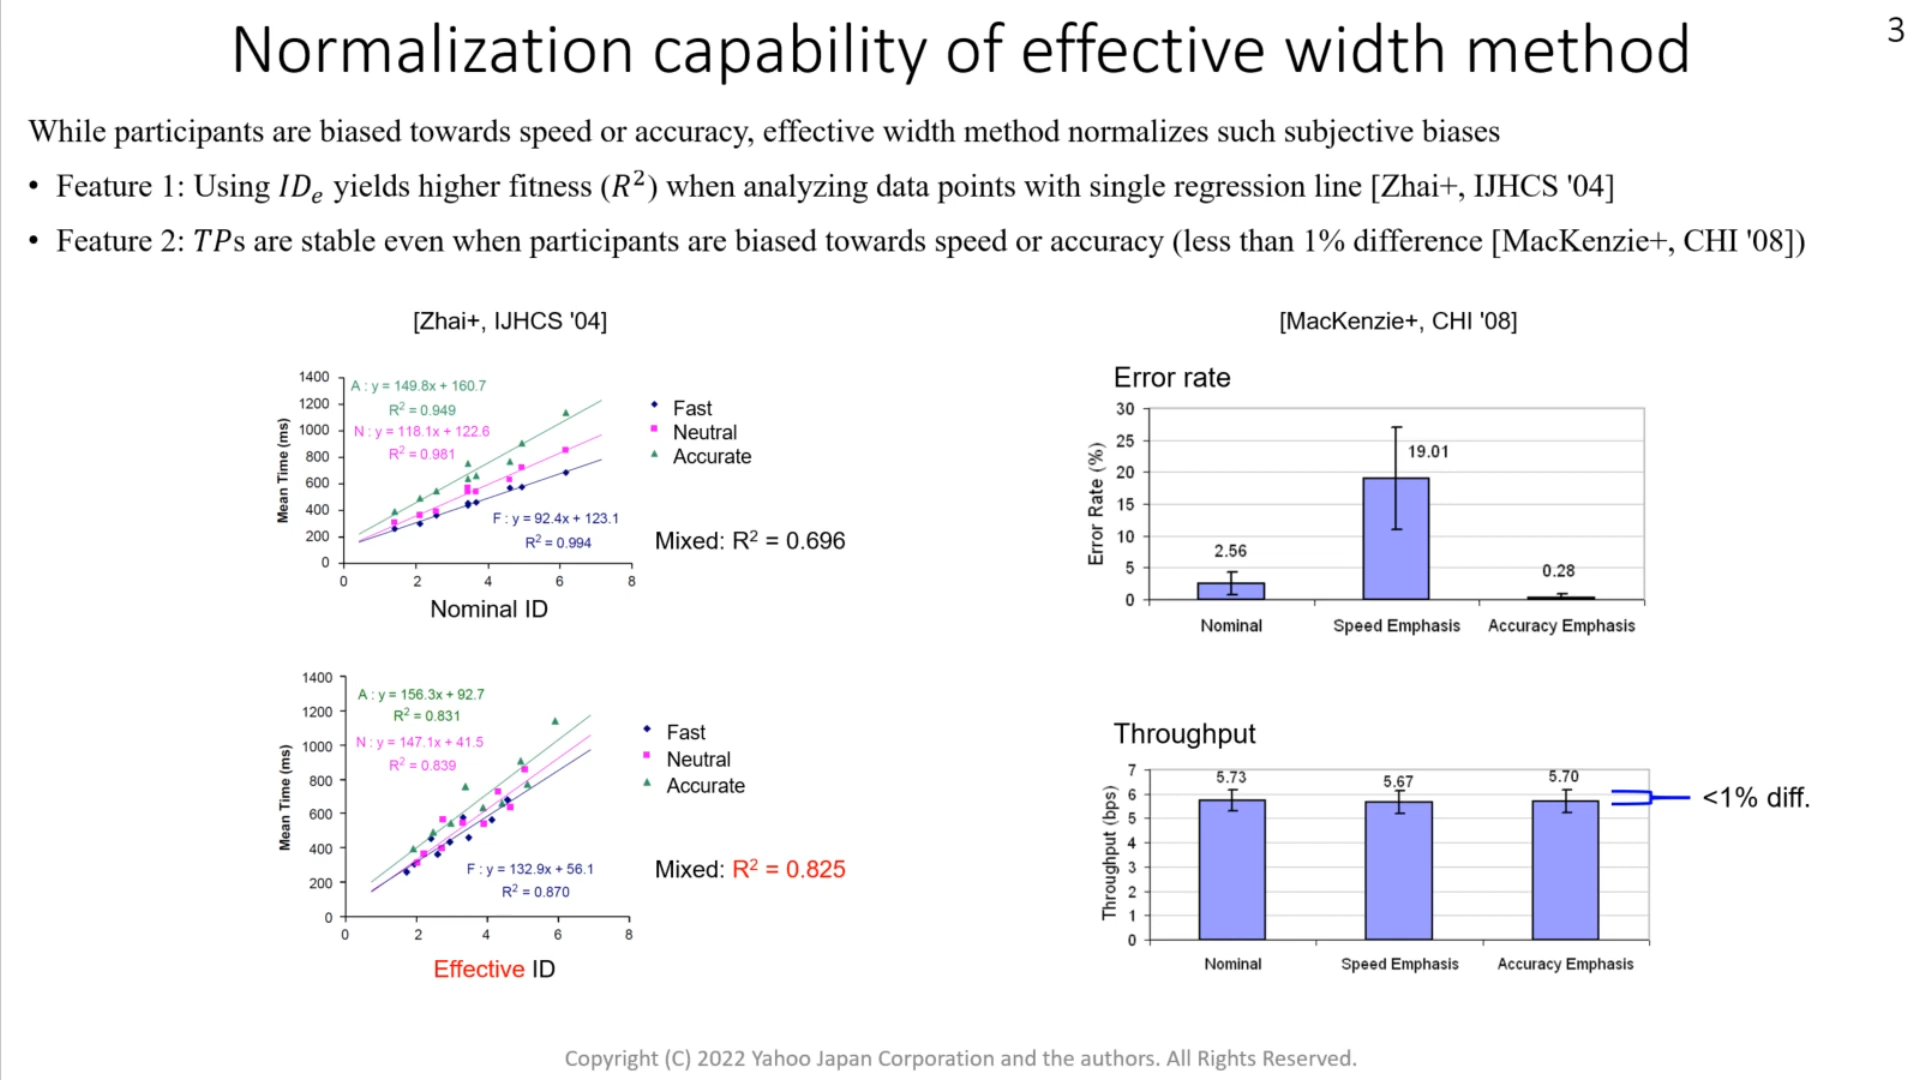 3
Normalization capability of effective width method
While participants are biased towards speed or accuracy, effective width method normalizes such subjective biases
• Feature 1: Using IDₑ yields higher fitness (R²) when analyzing data points with single regression line [Zhai+, IJHCS '04]
• Feature 2: TPs are stable even when participants are biased towards speed or accuracy (less than 1% difference [MacKenzie+, CHI '08])
[Zhai+, IJHCS '04]
1400
1200
1000
800
600
400
200
0
Mean Time (ms)
A : y = 149.8x + 160.7
R² = 0.949
N : y = 118.1x + 122.6
R² = 0.981
F : y = 92.4x + 123.1
R² = 0.994
0 2 4 6 8
Nominal ID
Fast
Neutral
Accurate
Mixed: R² = 0.696
1400
1200
1000
800
600
400
200
0
Mean Time (ms)
A : y = 156.3x + 92.7
R² = 0.831
N : y = 147.1x + 41.5
R² = 0.839
F : y = 132.9x + 56.1
R² = 0.870
0 2 4 6 8
Effective ID
Fast
Neutral
Accurate
Mixed: R² = 0.825
[MacKenzie+, CHI '08]
Error rate
30
25
20
15
10
5
0
Error Rate (%)
2.56
19.01
0.28
Nominal Speed Emphasis Accuracy Emphasis
Throughput
7
6
5
4
3
2
1
0
Throughput (bps)
5.73
5.67
5.70
<1% diff.
Nominal Speed Emphasis Accuracy Emphasis
Copyright (C) 2022 Yahoo Japan Corporation and the authors. All Rights Reserved.